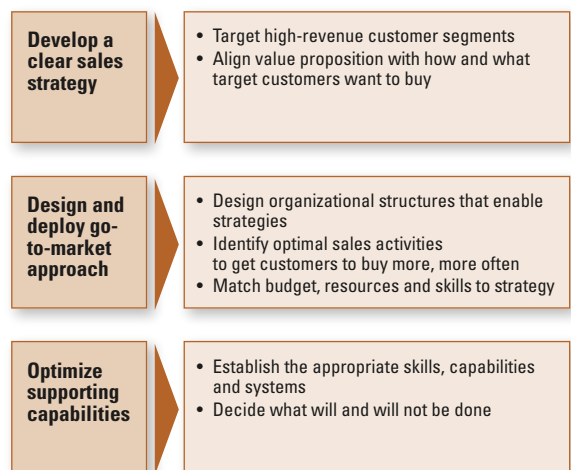 Develop a
clear sales
strategy
• Target high-revenue customer segments
• Align value proposition with how and what
target customers want to buy
Design and
deploy go-
to-market
approach
• Design organizational structures that enable
strategies
• Identify optimal sales activities
to get customers to buy more, more often
• Match budget, resources and skills to strategy
Optimize
supporting
capabilities
• Establish the appropriate skills, capabilities
and systems
• Decide what will and will not be done